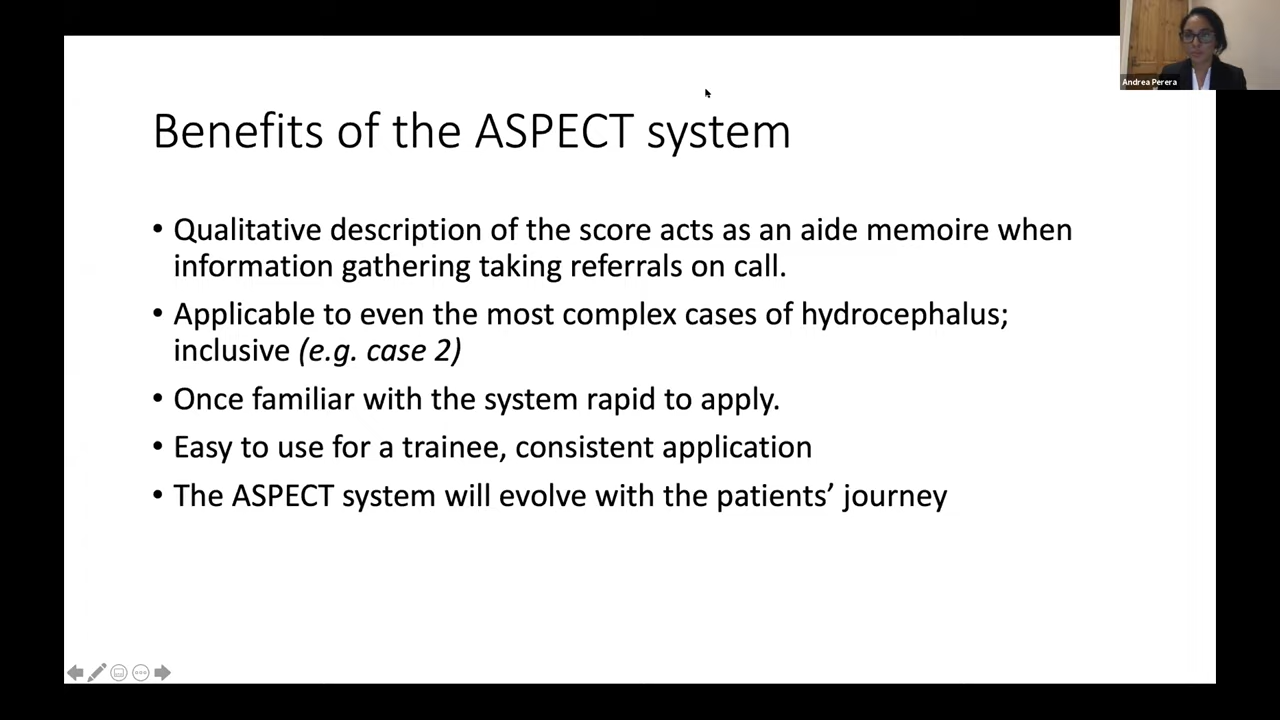 Andrea Perera
Benefits of the ASPECT system
• Qualitative description of the score acts as an aide memoire when
information gathering taking referrals on call.
• Applicable to even the most complex cases of hydrocephalus;
inclusive (e.g. case 2)
• Once familiar with the system rapid to apply.
• Easy to use for a trainee, consistent application
• The ASPECT system will evolve with the patients’ journey